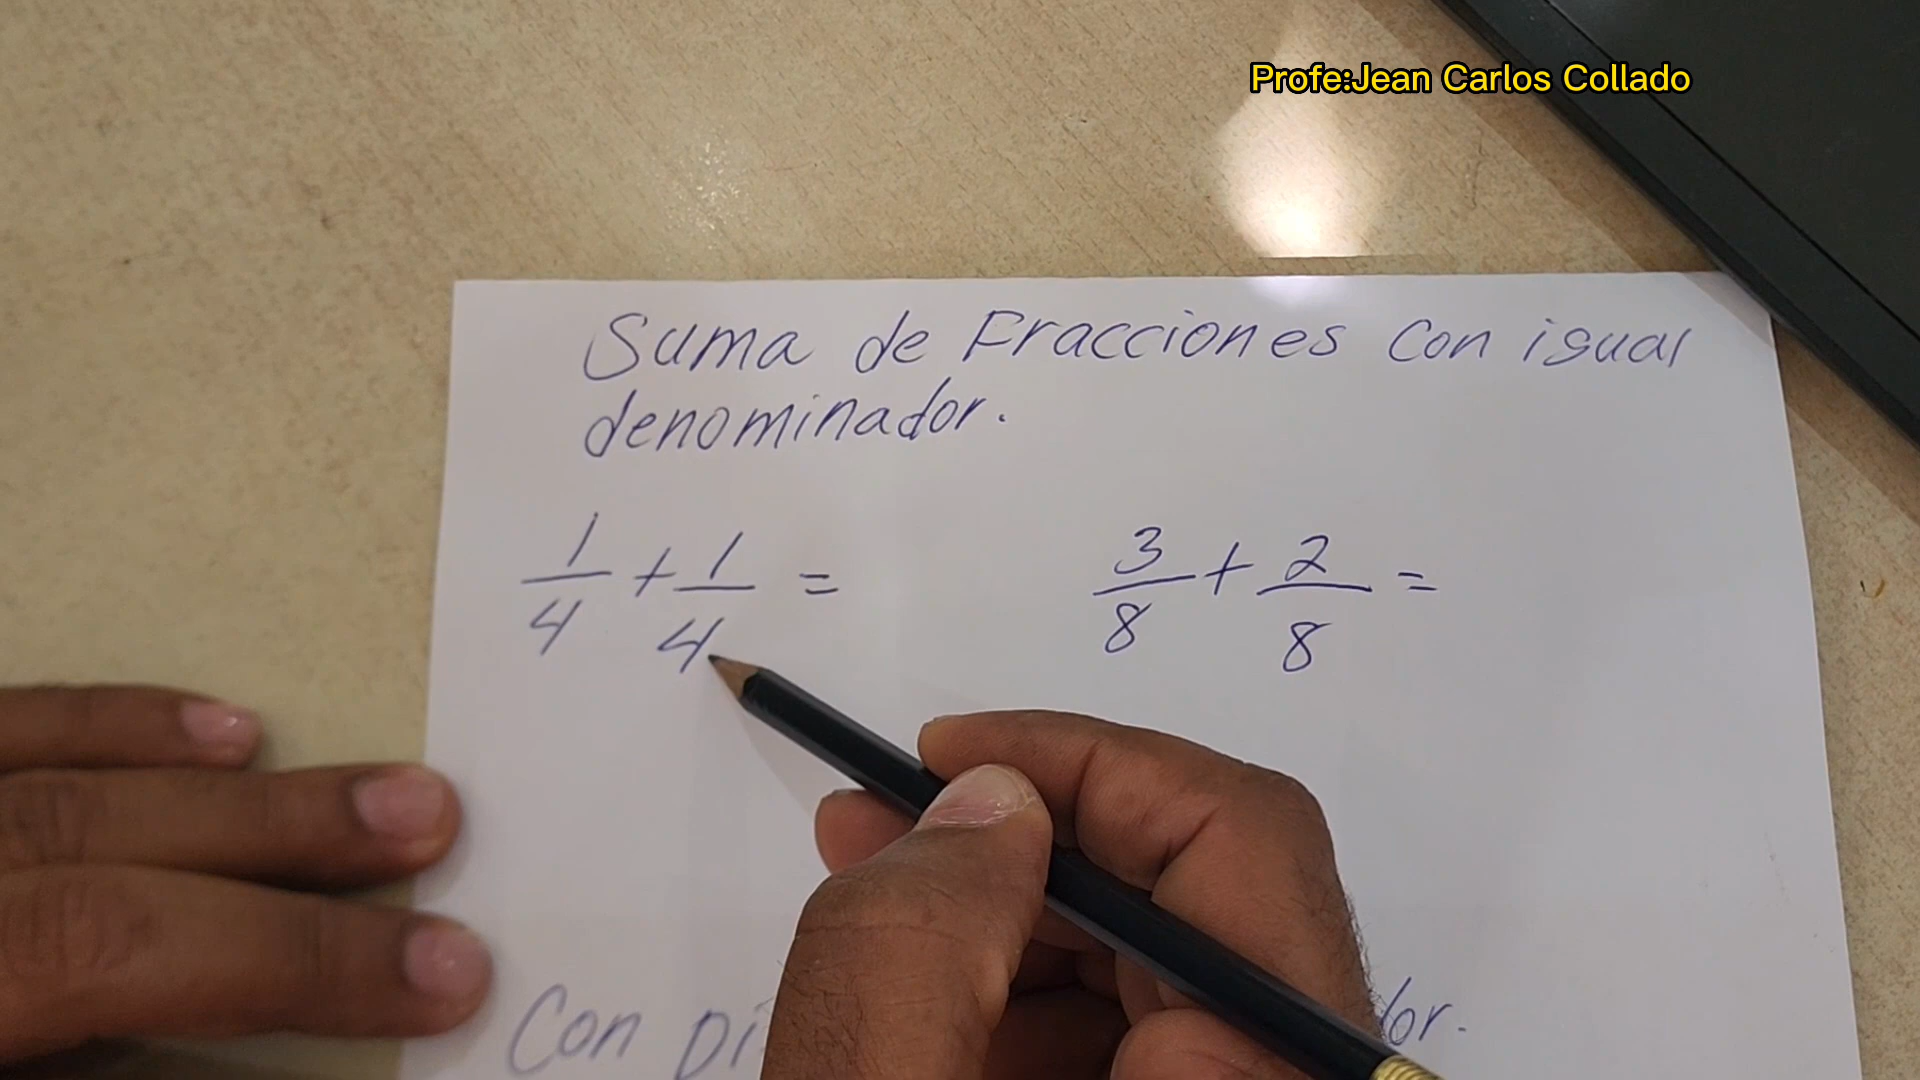 Profe:Jean Carlos Collado
Suma de Fracciones con igual
denominador.
1/4 + 1/4 =
3/8 + 2/8 =
Con